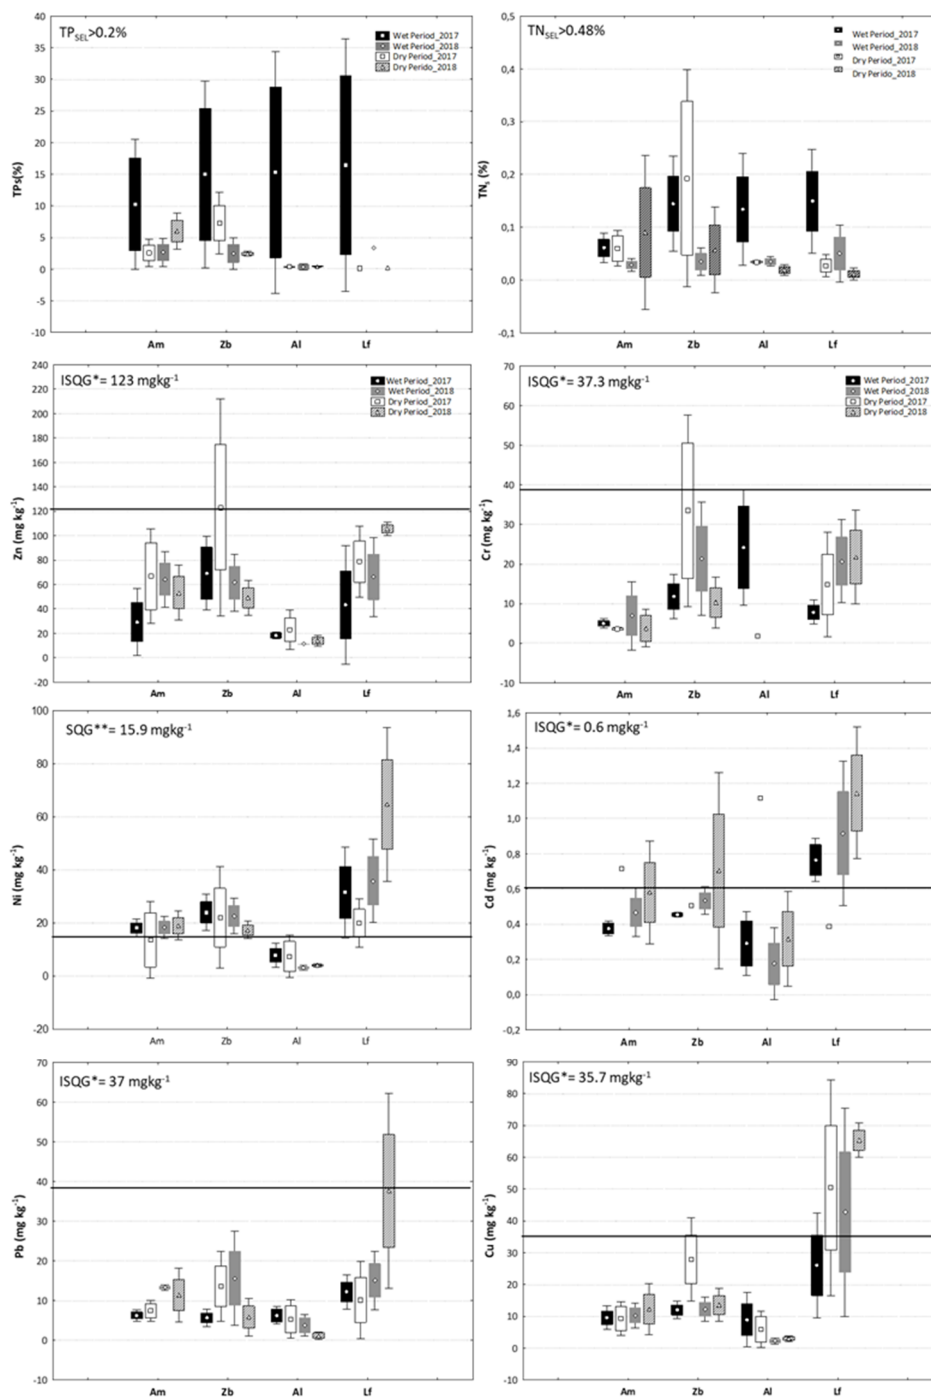 TP_SEL>0.2%
Wet Period_2017
Wet Period_2018
Dry Period_2017
Dry Perido_2018
40
35
30
25
20
15
10
5
0
-5
-10
TPs(%)
Am Zb Al Lf
TN_SEL>0.48%
Wet Period_2017
Wet Period_2018
Dry Period_2017
Dry Perido_2018
0,5
0,4
0,3
0,2
0,1
0,0
-0,1
TN_s (%)
Am Zb Al Lf
ISQG*= 123 mgkg⁻¹
Wet Period_2017
Wet Period_2018
Dry Period_2017
Dry Period_2018
240
220
200
180
160
140
120
100
80
60
40
20
0
-20
Zn (mg kg⁻¹)
Am Zb Al Lf
ISQG*= 37.3 mgkg⁻¹
Wet Period_2017
Wet Period_2018
Dry Period_2017
Dry Period_2018
70
60
50
40
30
20
10
0
-10
Cr (mg kg⁻¹)
Am Zb Al Lf
SQG**= 15.9 mgkg⁻¹
100
80
60
40
20
0
-20
Ni (mg kg⁻¹)
Am Zb Al Lf
ISQG*= 0.6 mgkg⁻¹
1,6
1,4
1,2
1,0
0,8
0,6
0,4
0,2
0,0
-0,2
Cd (mg kg⁻¹)
Am Zb Al Lf
ISQG*= 37 mgkg⁻¹
70
60
50
40
30
20
10
0
-10
Pb (mg kg⁻¹)
Am Zb Al Lf
ISQG*= 35.7 mgkg⁻¹
90
80
70
60
50
40
30
20
10
0
-10
Cu (mg kg⁻¹)
Am Zb Al Lf